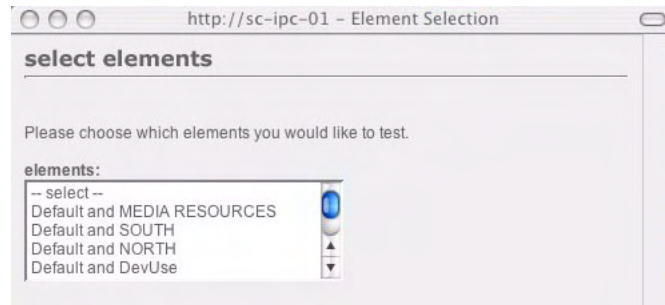 http://sc-ipc-01 – Element Selection
select elements
Please choose which elements you would like to test.
elements:
-- select --
Default and MEDIA RESOURCES
Default and SOUTH
Default and NORTH
Default and DevUse